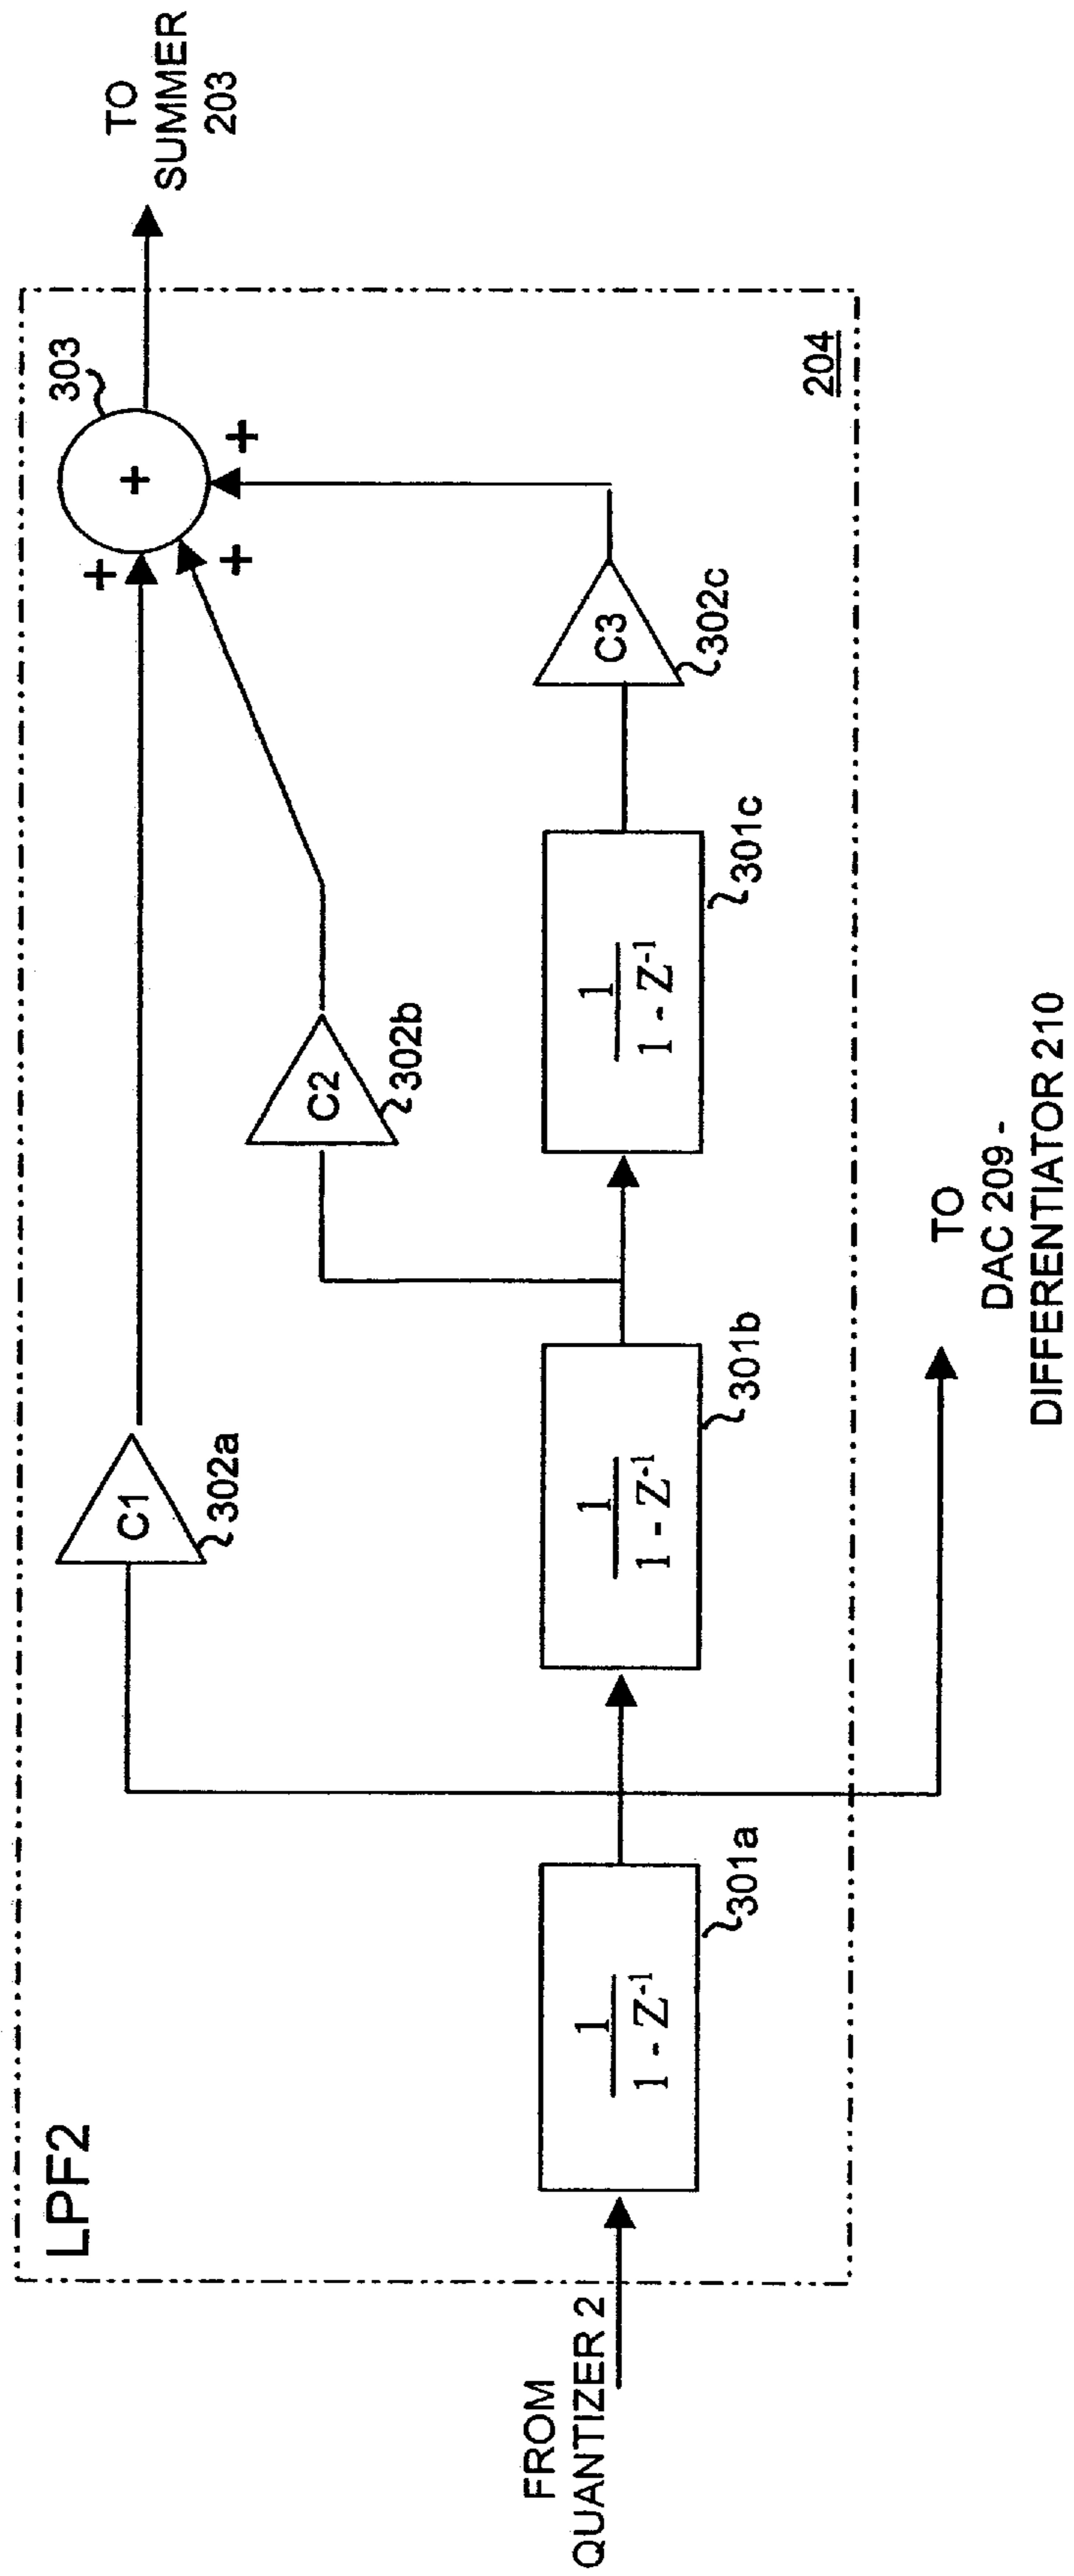 LPF2
FROM
QUANTIZER 2
1
1 - Z⁻¹
301a
C1
302a
1
1 - Z⁻¹
301b
C2
302b
1
1 - Z⁻¹
301c
C3
302c
+
+
+
+
303
204
TO
SUMMER
203
TO
DAC 209 -
DIFFERENTIATOR 210